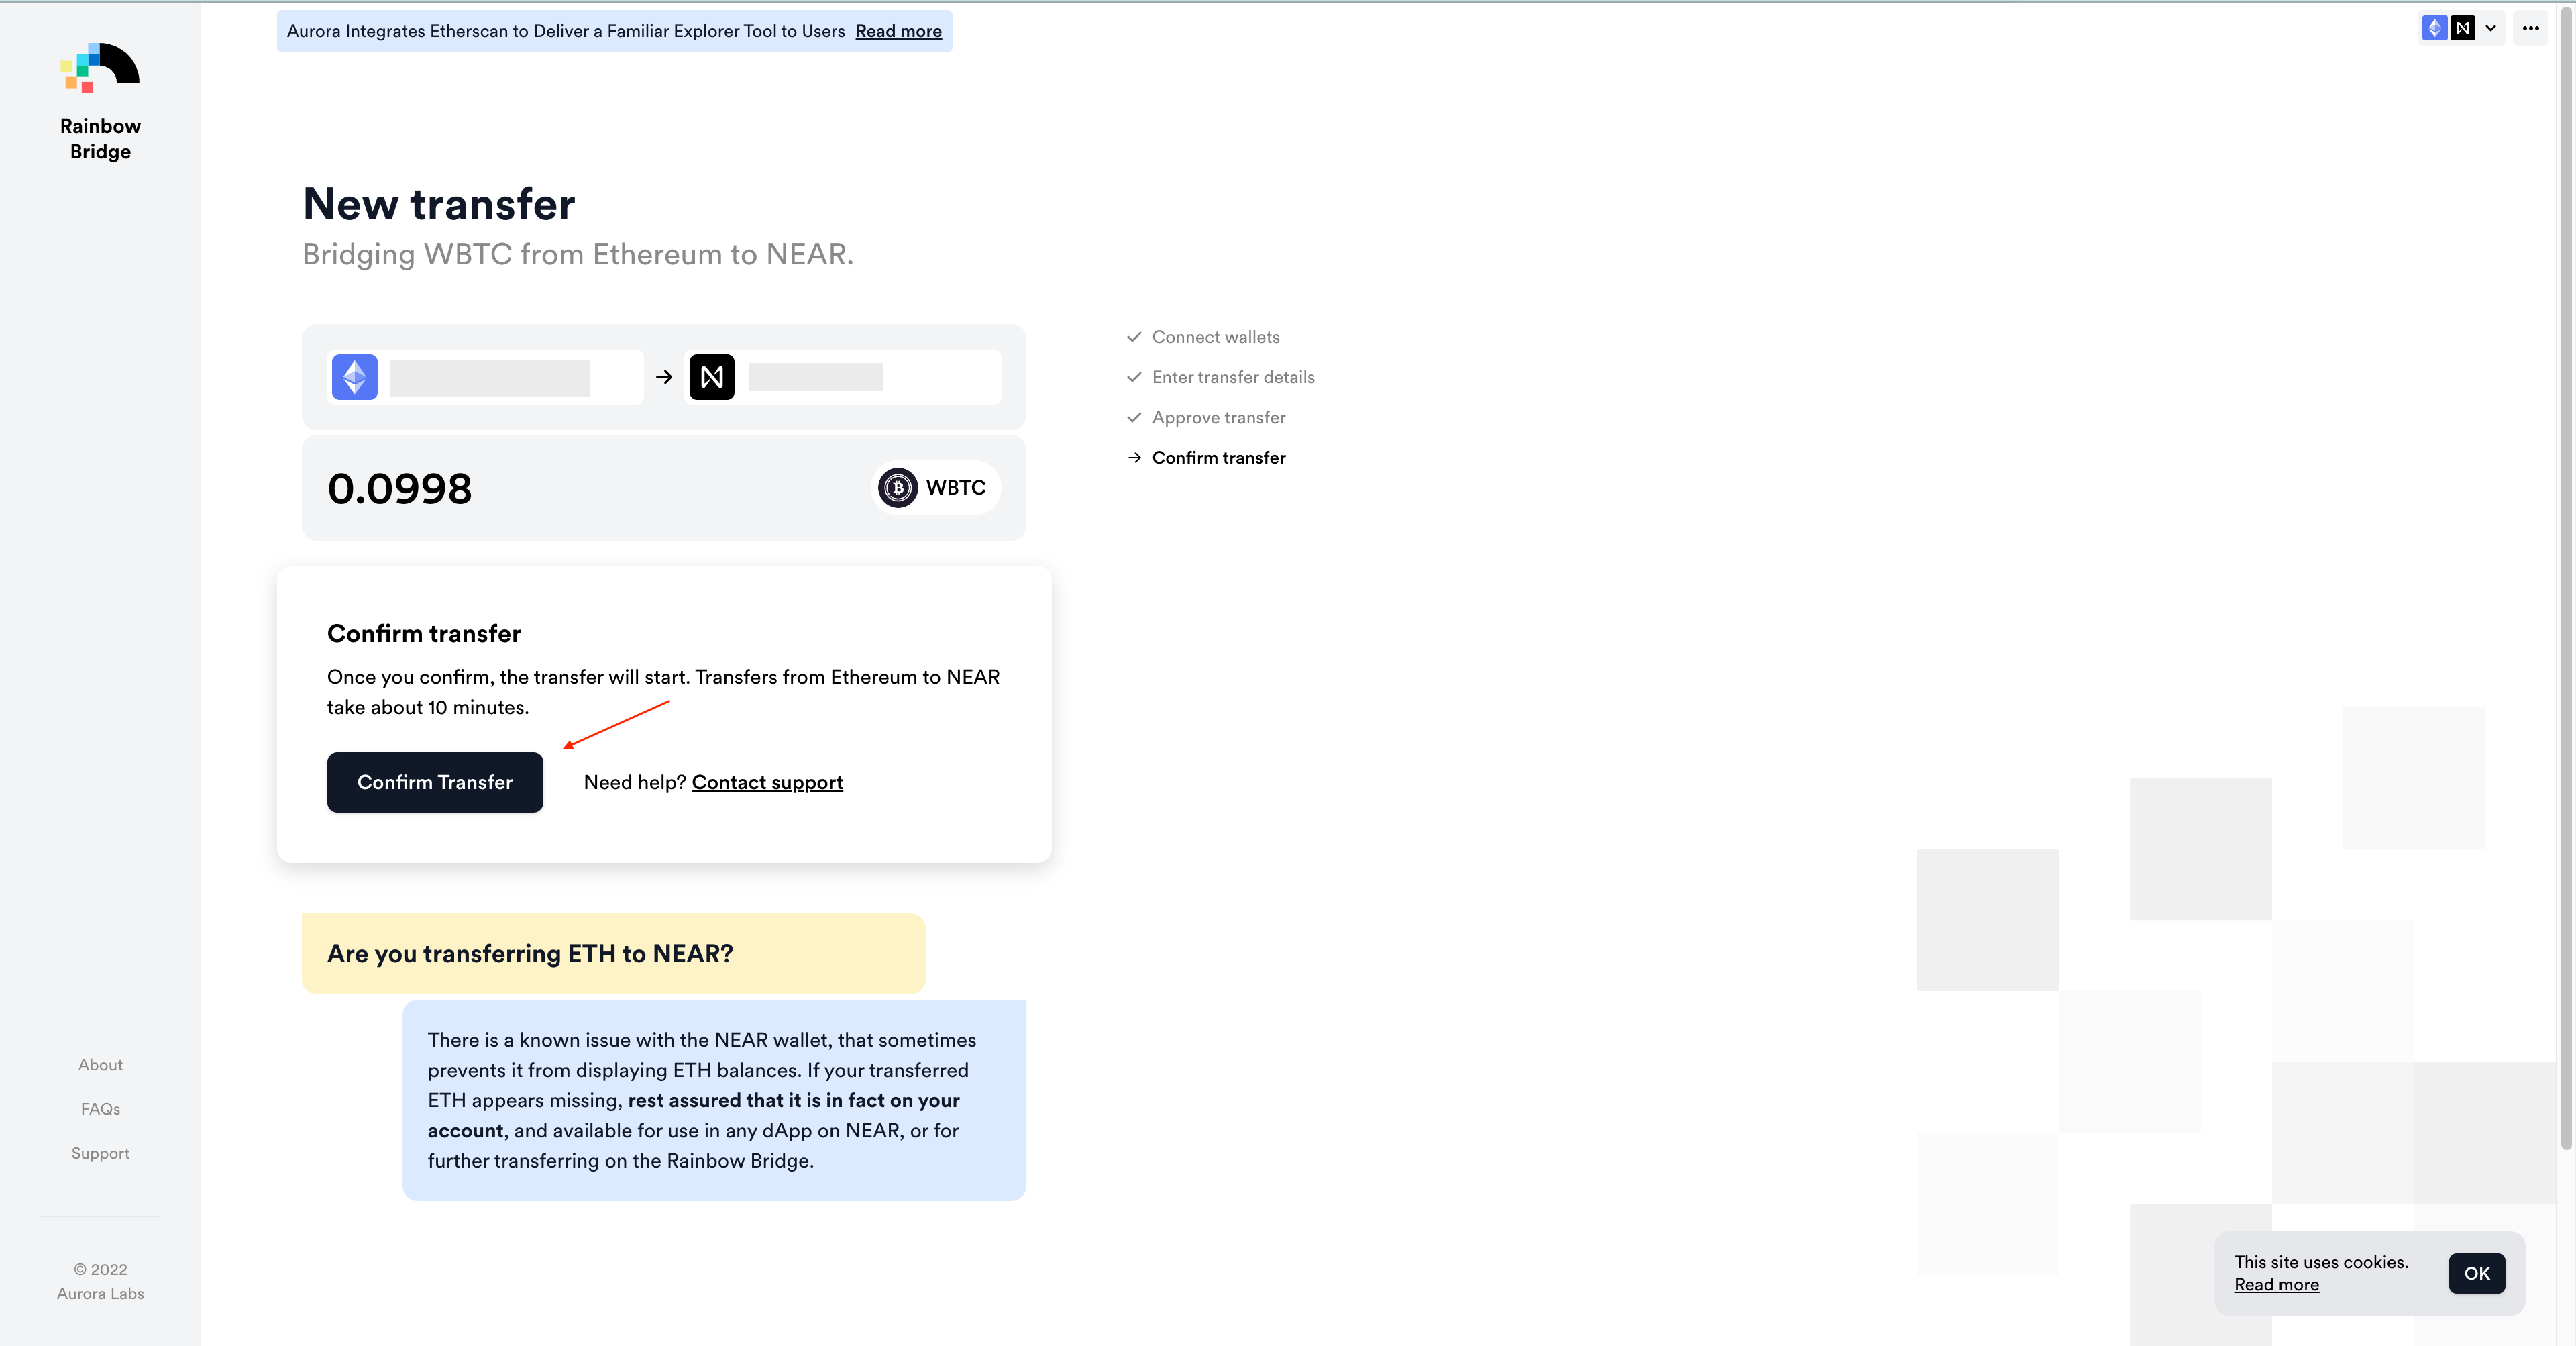 Aurora Integrates Etherscan to Deliver a Familiar Explorer Tool to Users Read more
Rainbow
Bridge
New transfer
Bridging WBTC from Ethereum to NEAR.
0.0998
WBTC
Connect wallets
Enter transfer details
Approve transfer
Confirm transfer
Confirm transfer
Once you confirm, the transfer will start. Transfers from Ethereum to NEAR
take about 10 minutes.
Confirm Transfer
Need help? Contact support
Are you transferring ETH to NEAR?
There is a known issue with the NEAR wallet, that sometimes
prevents it from displaying ETH balances. If your transferred
ETH appears missing, rest assured that it is in fact on your
account, and available for use in any dApp on NEAR, or for
further transferring on the Rainbow Bridge.
About
FAQs
Support
© 2022
Aurora Labs
This site uses cookies.
Read more
OK